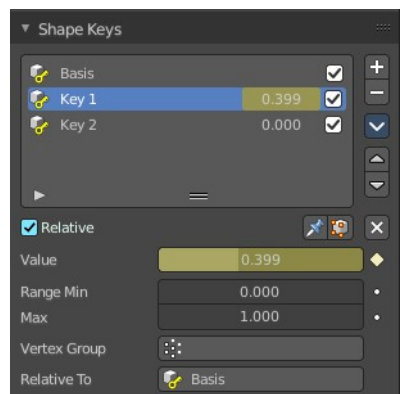 Shape Keys
Basis
Key 1 0.399
Key 2 0.000
Relative
Value 0.399
Range Min 0.000
Max 1.000
Vertex Group
Relative To Basis